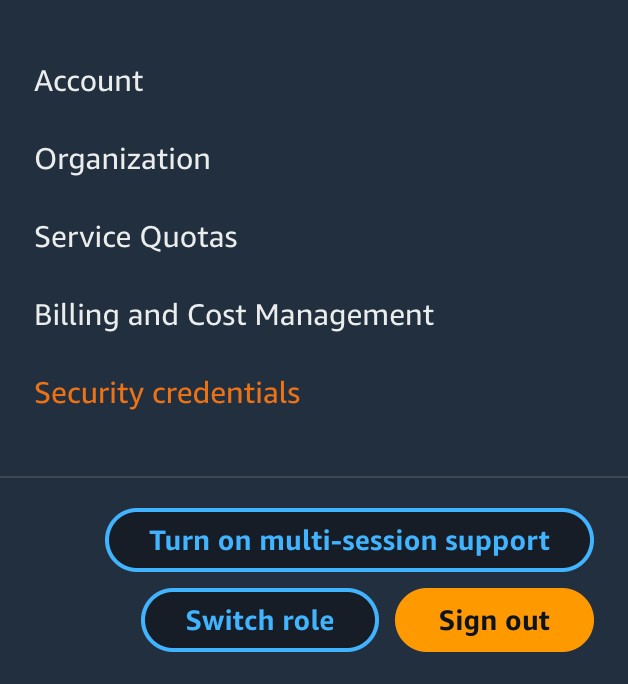 Account
Organization
Service Quotas
Billing and Cost Management
Security credentials
Turn on multi-session support
Switch role
Sign out